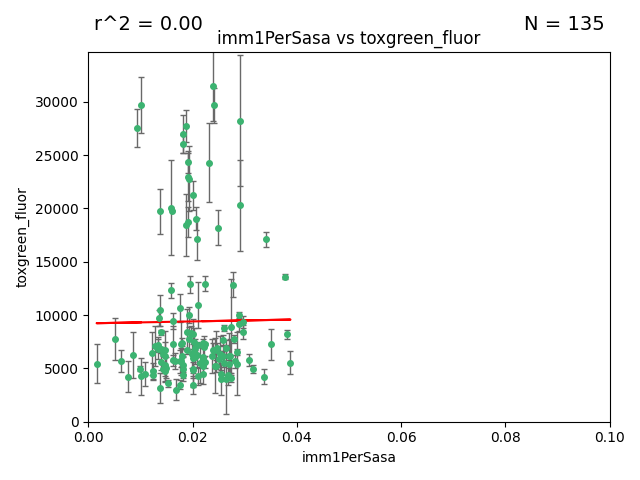 r^2 = 0.00
N = 135
imm1PerSasa vs toxgreen_fluor
30000
25000
20000
15000
10000
5000
0
toxgreen_fluor
0.00
0.02
0.04
0.06
0.08
0.10
imm1PerSasa